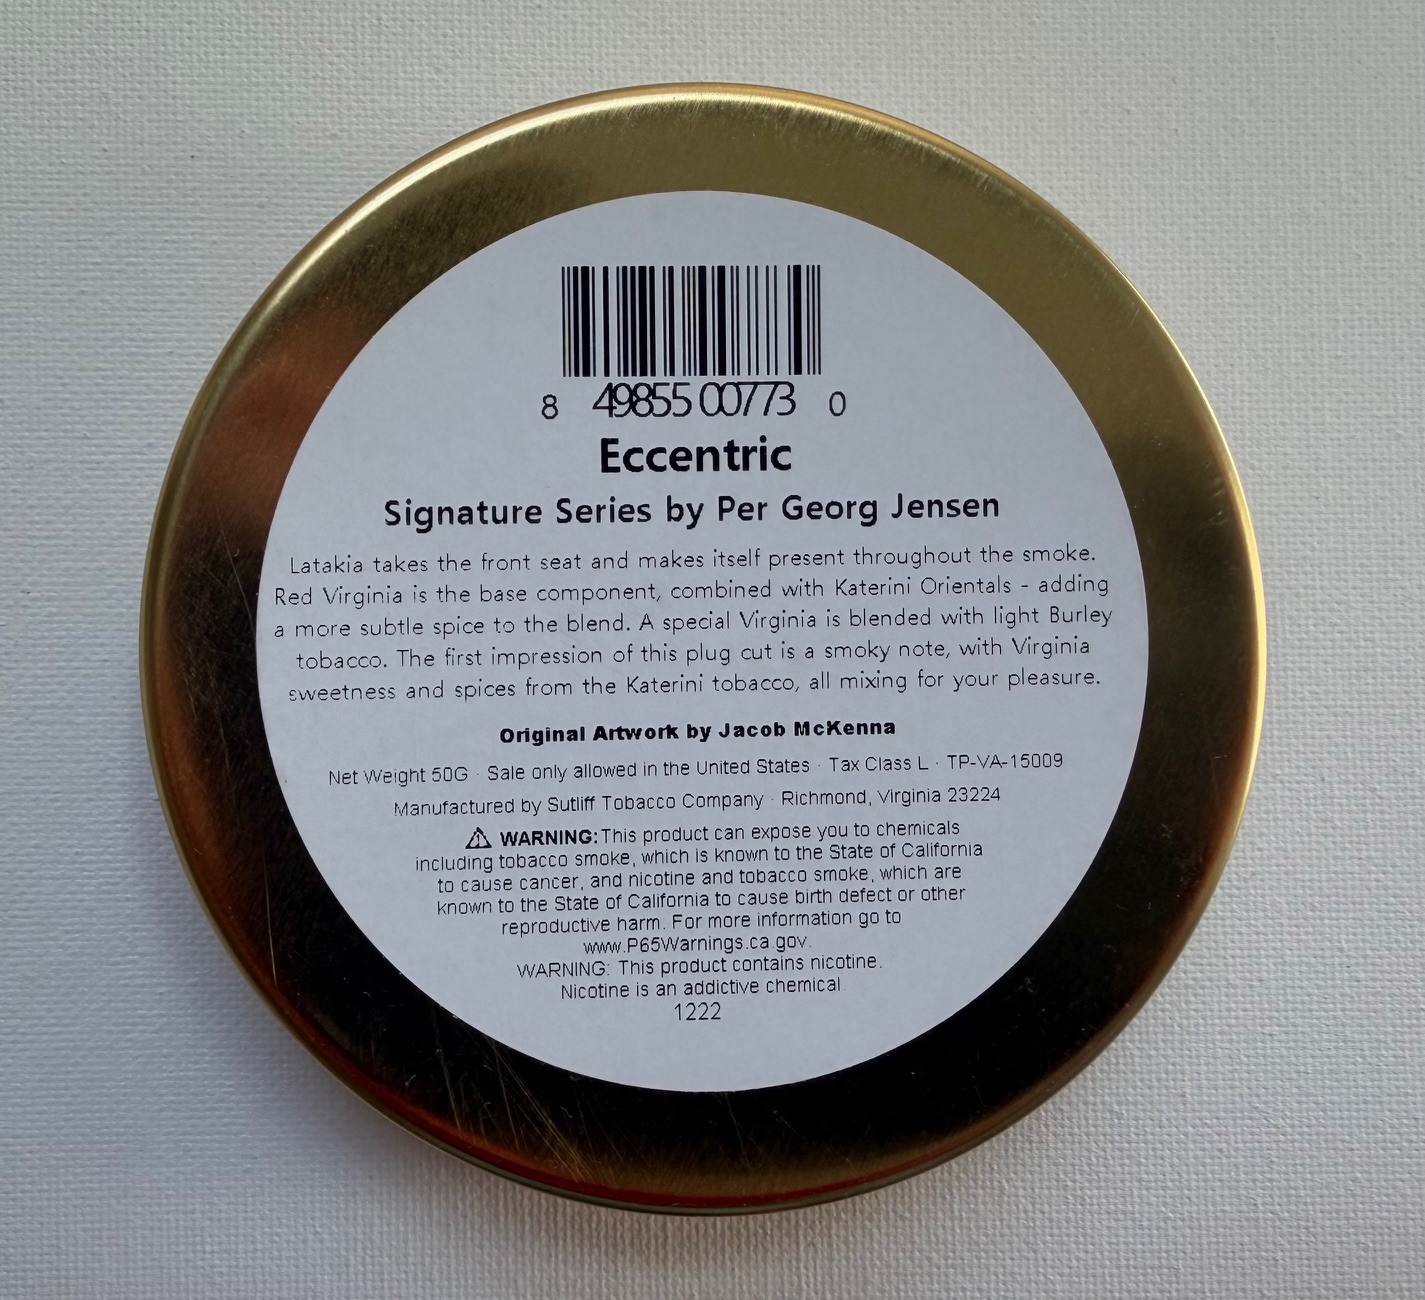 8 49855 00773 0
Eccentric
Signature Series by Per Georg Jensen
Latakia takes the front seat and makes itself present throughout the smoke.
Red Virginia is the base component, combined with Katerini Orientals - adding
a more subtle spice to the blend. A special Virginia is blended with light Burley
tobacco. The first impression of this plug cut is a smoky note, with Virginia
sweetness and spices from the Katerini tobacco, all mixing for your pleasure.
Original Artwork by Jacob McKenna
Net Weight 50G · Sale only allowed in the United States · Tax Class L · TP-VA-15009
Manufactured by Sutliff Tobacco Company · Richmond, Virginia 23224
⚠ WARNING: This product can expose you to chemicals
including tobacco smoke, which is known to the State of California
to cause cancer, and nicotine and tobacco smoke, which are
known to the State of California to cause birth defect or other
reproductive harm. For more information go to
www.P65Warnings.ca.gov.
WARNING: This product contains nicotine.
Nicotine is an addictive chemical
1222